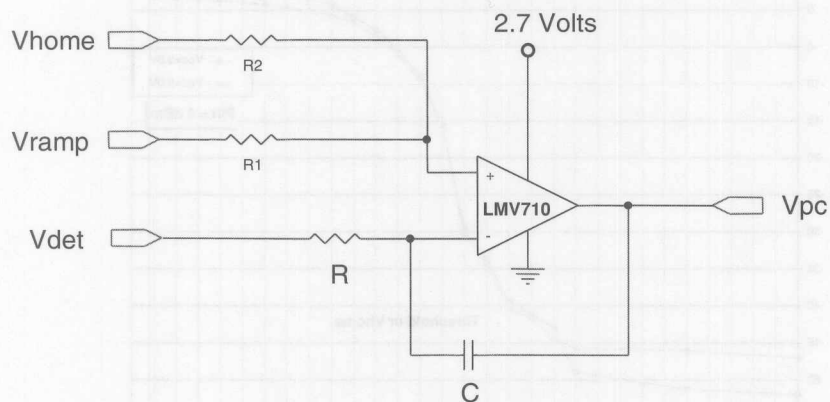 2.7 Volts
Vhome
R2
Vramp
R1
+
LMV710
Vpc
Vdet
-
R
C